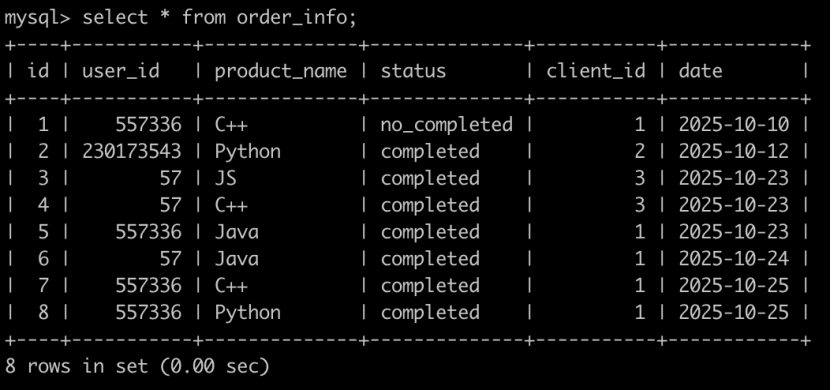 mysql> select * from order_info;
+----+-----------+--------------+--------------+-----------+------------+
| id | user_id   | product_name | status       | client_id | date       |
+----+-----------+--------------+--------------+-----------+------------+
|  1 |    557336 | C++          | no_completed |         1 | 2025-10-10 |
|  2 | 230173543 | Python       | completed    |         2 | 2025-10-12 |
|  3 |        57 | JS           | completed    |         3 | 2025-10-23 |
|  4 |        57 | C++          | completed    |         3 | 2025-10-23 |
|  5 |    557336 | Java         | completed    |         1 | 2025-10-23 |
|  6 |        57 | Java         | completed    |         1 | 2025-10-24 |
|  7 |    557336 | C++          | completed    |         1 | 2025-10-25 |
|  8 |    557336 | Python       | completed    |         1 | 2025-10-25 |
+----+-----------+--------------+--------------+-----------+------------+
8 rows in set (0.00 sec)